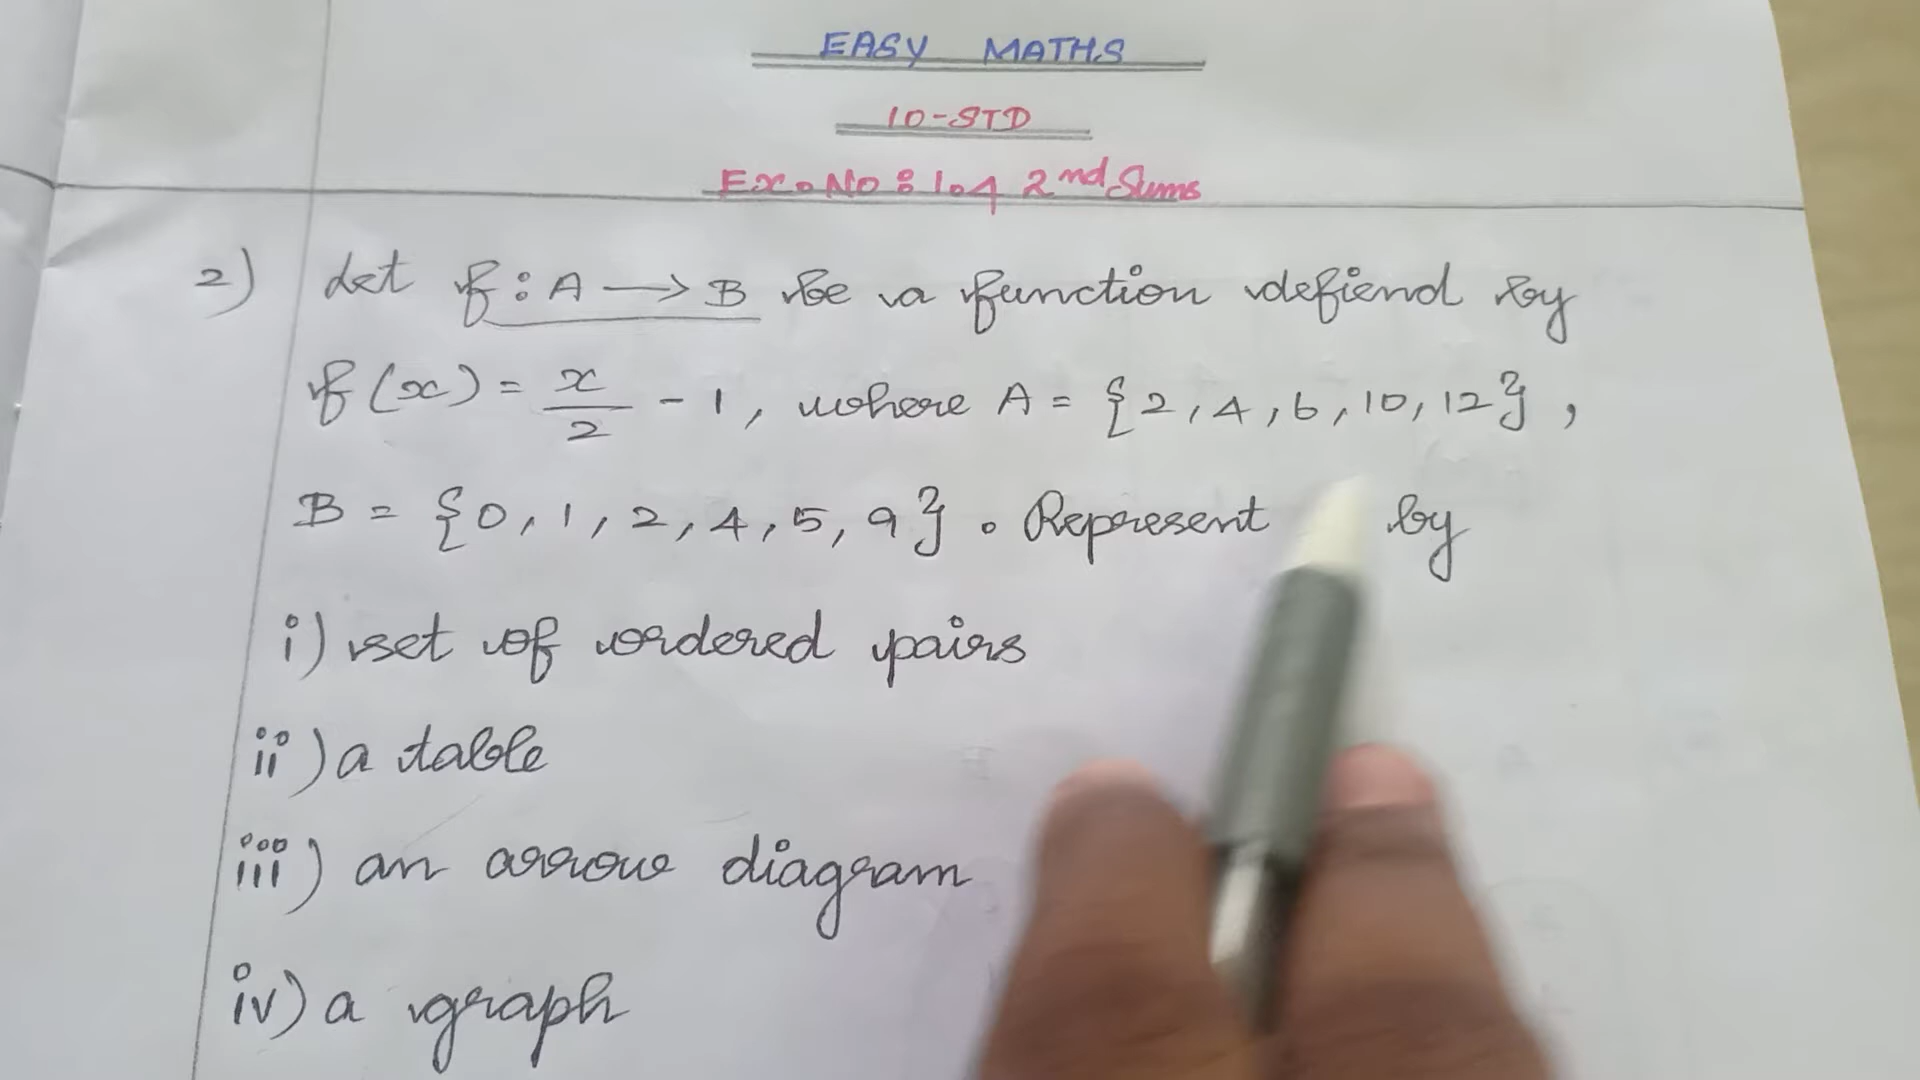 EASY MATHS
10-STD
Ex.No: 1.4 2nd Sums
2) Let f: A → B be a function defiend by
f(x) = x/2 - 1, where A = {2, 4, 6, 10, 12},
B = {0, 1, 2, 4, 5, 9}. Represent by
i) set of ordered pairs
ii) a table
iii) an arrow diagram
iv) a graph